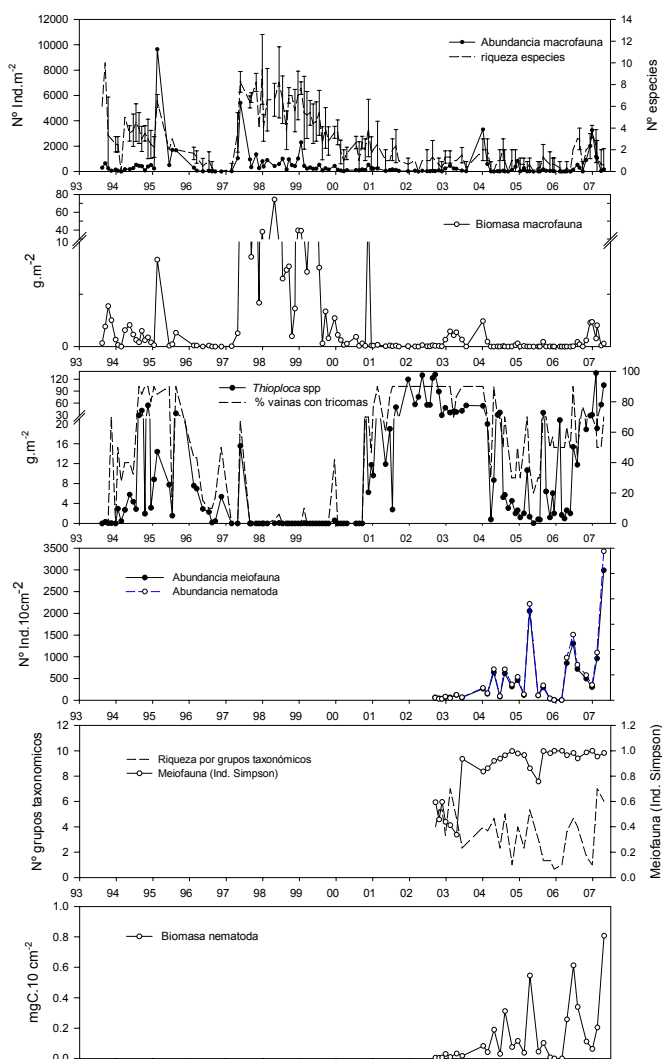 12000
10000
8000
6000
4000
2000
0
Nº Ind.m-2
Abundancia macrofauna
riqueza especies
14
12
10
8
6
4
2
0
Nº especies
93 94 95 96 97 98 99 00 01 02 03 04 05 06 07
80
60
40
20
10
0
g.m-2
Biomasa macrofauna
93 94 95 96 97 98 99 00 01 02 03 04 05 06 07
120
90
60
30
20
16
12
8
4
0
g.m-2
Thioploca spp
% vainas con tricomas
100
80
60
40
20
0
93 94 95 96 97 98 99 00 01 02 03 04 05 06 07
3500
3000
2500
2000
1500
1000
500
0
Nº Ind.10cm-2
Abundancia meiofauna
Abundancia nematoda
93 94 95 96 97 98 99 00 01 02 03 04 05 06 07
12
10
8
6
4
2
0
Nº grupos taxonomicos
Riqueza por grupos taxonómicos
Meiofauna (Ind. Simpson)
1.2
1.0
0.8
0.6
0.4
0.2
0.0
Meiofauna (Ind. Simpson)
93 94 95 96 97 98 99 00 01 02 03 04 05 06 07
1.0
0.8
0.6
0.4
0.2
0.0
mgC.10 cm-2
Biomasa nematoda